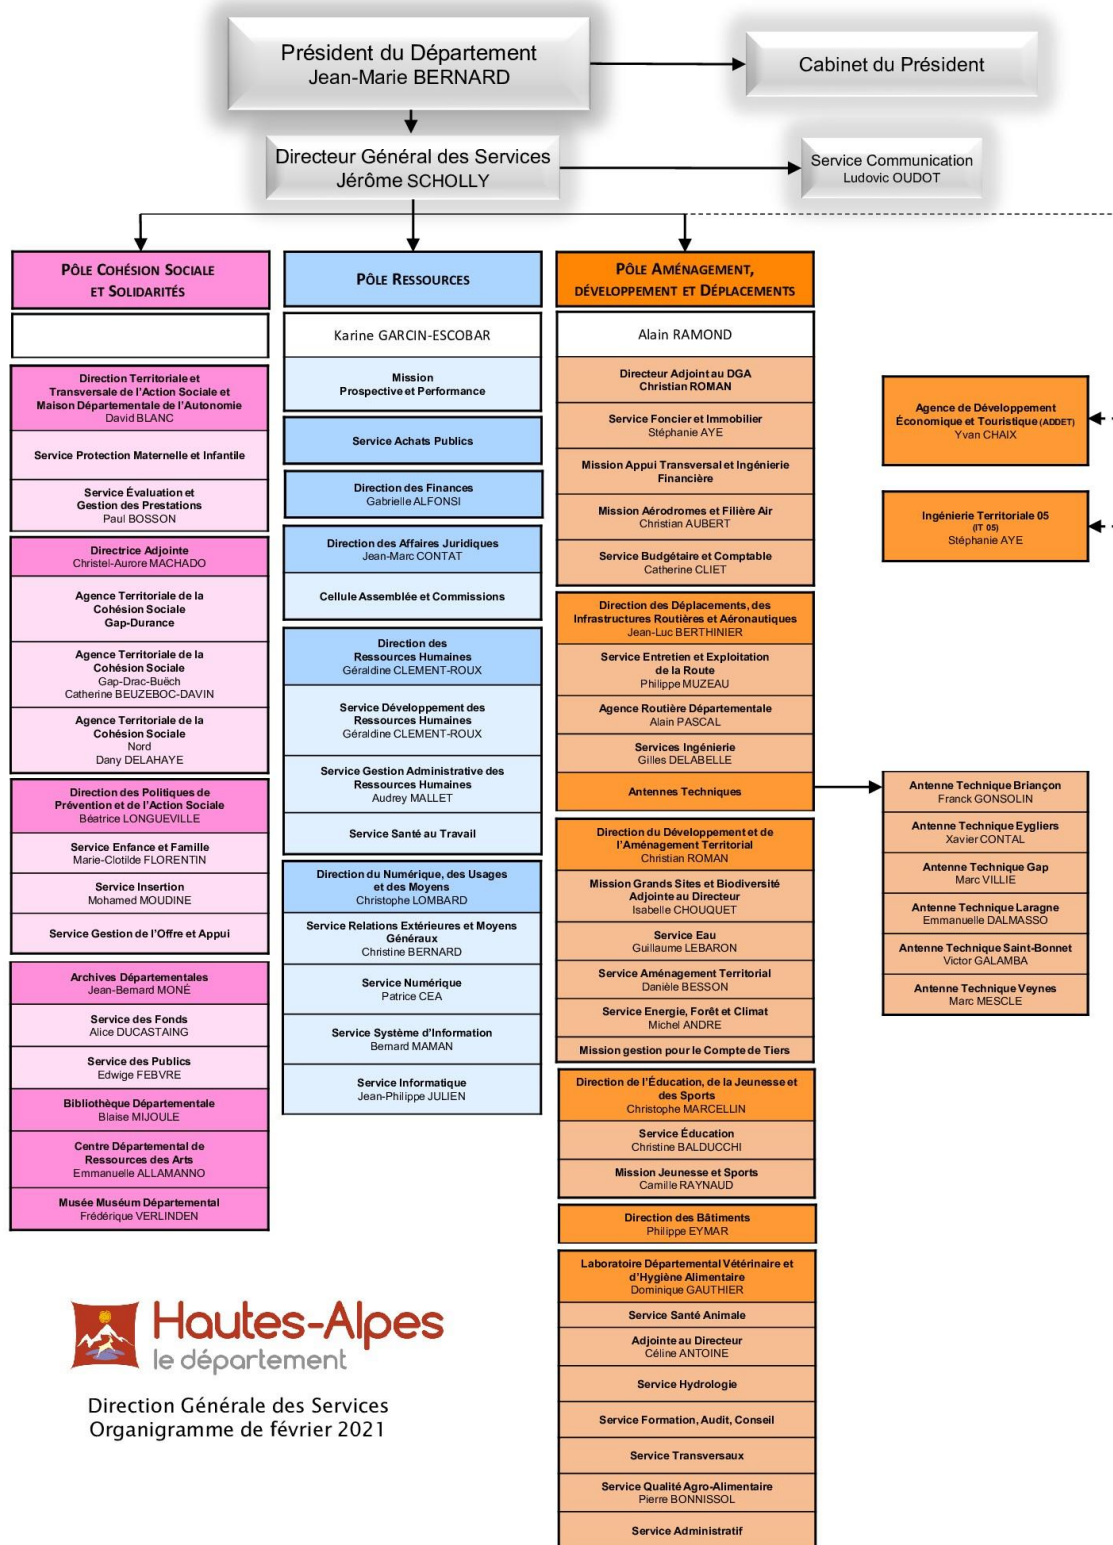 Président du Département
Jean-Marie BERNARD
Cabinet du Président
Directeur Général des Services
Jérôme SCHOLLY
Service Communication
Ludovic OUDOT
PÔLE COHÉSION SOCIALE
ET SOLIDARITÉS
Direction Territoriale et
Transversale de l'Action Sociale et
Maison Départementale de l'Autonomie
David BLANC
Service Protection Maternelle et Infantile
Service Évaluation et
Gestion des Prestations
Paul BOSSON
Directrice Adjointe
Christel-Aurore MACHADO
Agence Territoriale de la
Cohésion Sociale
Gap-Durance
Agence Territoriale de la
Cohésion Sociale
Gap-Drac-Buëch
Catherine BEUZEBOC-DAVIN
Agence Territoriale de la
Cohésion Sociale
Nord
Dany DELAHAYE
Direction des Politiques de
Prévention et de l'Action Sociale
Béatrice LONGUEVILLE
Service Enfance et Famille
Marie-Clotilde FLORENTIN
Service Insertion
Mohamed MOUDINE
Service Gestion de l'Offre et Appui
Archives Départementales
Jean-Bernard MONÉ
Service des Fonds
Alice DUCASTAING
Service des Publics
Edwige FEBVRE
Bibliothèque Départementale
Blaise MIJOULE
Centre Départemental de
Ressources des Arts
Emmanuelle ALLAMANNO
Musée Muséum Départemental
Frédérique VERLINDEN
PÔLE RESSOURCES
Karine GARCIN-ESCOBAR
Mission
Prospective et Performance
Service Achats Publics
Direction des Finances
Gabrielle ALFONSI
Direction des Affaires Juridiques
Jean-Marc CONTAT
Cellule Assemblée et Commissions
Direction des
Ressources Humaines
Géraldine CLEMENT-ROUX
Service Développement des
Ressources Humaines
Géraldine CLEMENT-ROUX
Service Gestion Administrative des
Ressources Humaines
Audrey MALLET
Service Santé au Travail
Direction du Numérique, des Usages
et des Moyens
Christophe LOMBARD
Service Relations Extérieures et Moyens
Généraux
Christine BERNARD
Service Numérique
Patrice CEA
Service Système d'Information
Bernard MAMAN
Service Informatique
Jean-Philippe JULIEN
PÔLE AMÉNAGEMENT,
DÉVELOPPEMENT ET DÉPLACEMENTS
Alain RAMOND
Directeur Adjoint au DGA
Christian ROMAN
Service Foncier et Immobilier
Stéphanie AYE
Mission Appui Transversal et Ingénierie
Financière
Mission Aérodromes et Filière Air
Christian AUBERT
Service Budgétaire et Comptable
Catherine CLIET
Direction des Déplacements, des
Infrastructures Routières et Aéronautiques
Jean-Luc BERTHINIER
Service Entretien et Exploitation
de la Route
Philippe MUZEAU
Agence Routière Départementale
Alain PASCAL
Services Ingénierie
Gilles DELABELLE
Antennes Techniques
Direction du Développement et de
l'Aménagement Territorial
Christian ROMAN
Mission Grands Sites et Biodiversité
Adjointe au Directeur
Isabelle CHOUQUET
Service Eau
Guillaume LEBARON
Service Aménagement Territorial
Danièle BESSON
Service Energie, Forêt et Climat
Michel ANDRE
Mission gestion pour le Compte de Tiers
Direction de l'Éducation, de la Jeunesse et
des Sports
Christophe MARCELLIN
Service Éducation
Christine BALDUCCHI
Mission Jeunesse et Sports
Camille RAYNAUD
Direction des Bâtiments
Philippe EYMAR
Laboratoire Départemental Vétérinaire et
d'Hygiène Alimentaire
Dominique GAUTHIER
Service Santé Animale
Adjointe au Directeur
Céline ANTOINE
Service Hydrologie
Service Formation, Audit, Conseil
Service Transversaux
Service Qualité Agro-Alimentaire
Pierre BONNISSOL
Service Administratif
Agence de Développement
Économique et Touristique (ADDET)
Yvan CHAIX
Ingénierie Territoriale 05
(IT 05)
Stéphanie AYE
Antenne Technique Briançon
Franck GONSOLIN
Antenne Technique Eygliers
Xavier CONTAL
Antenne Technique Gap
Marc VILLIE
Antenne Technique Laragne
Emmanuelle DALMASSO
Antenne Technique Saint-Bonnet
Victor GALAMBA
Antenne Technique Veynes
Marc MESCLE
Hautes-Alpes
le département
Direction Générale des Services
Organigramme de février 2021